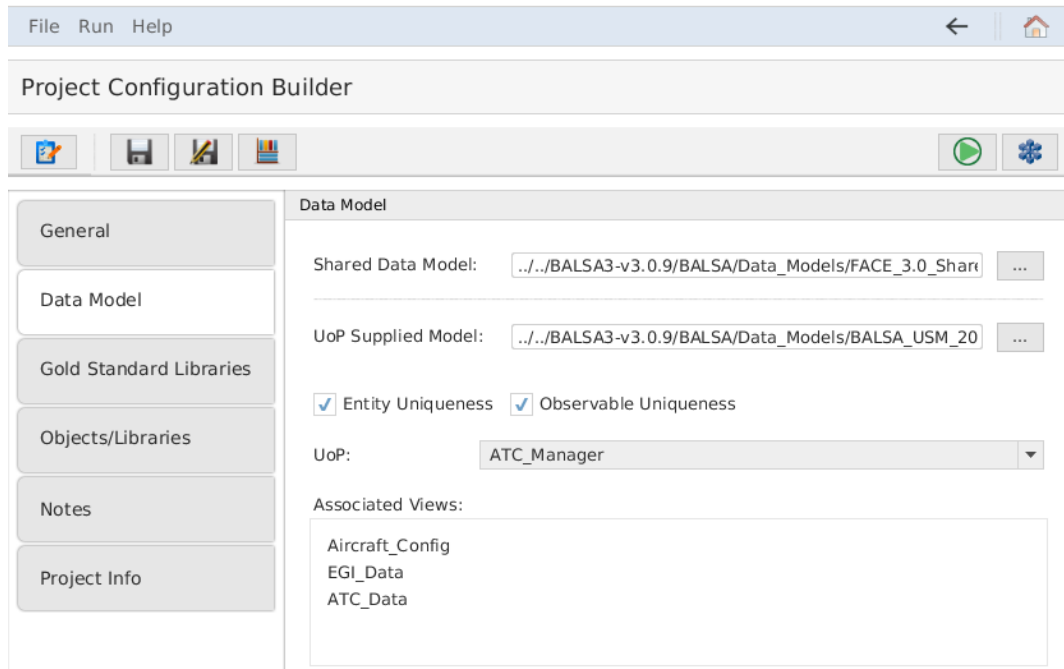 File Run Help
Project Configuration Builder
General
Data Model
Gold Standard Libraries
Objects/Libraries
Notes
Project Info
Data Model
Shared Data Model: ../../BALSA3-v3.0.9/BALSA/Data_Models/FACE_3.0_Share ...
UoP Supplied Model: ../../BALSA3-v3.0.9/BALSA/Data_Models/BALSA_USM_20 ...
Entity Uniqueness Observable Uniqueness
UoP: ATC_Manager
Associated Views:
Aircraft_Config
EGI_Data
ATC_Data